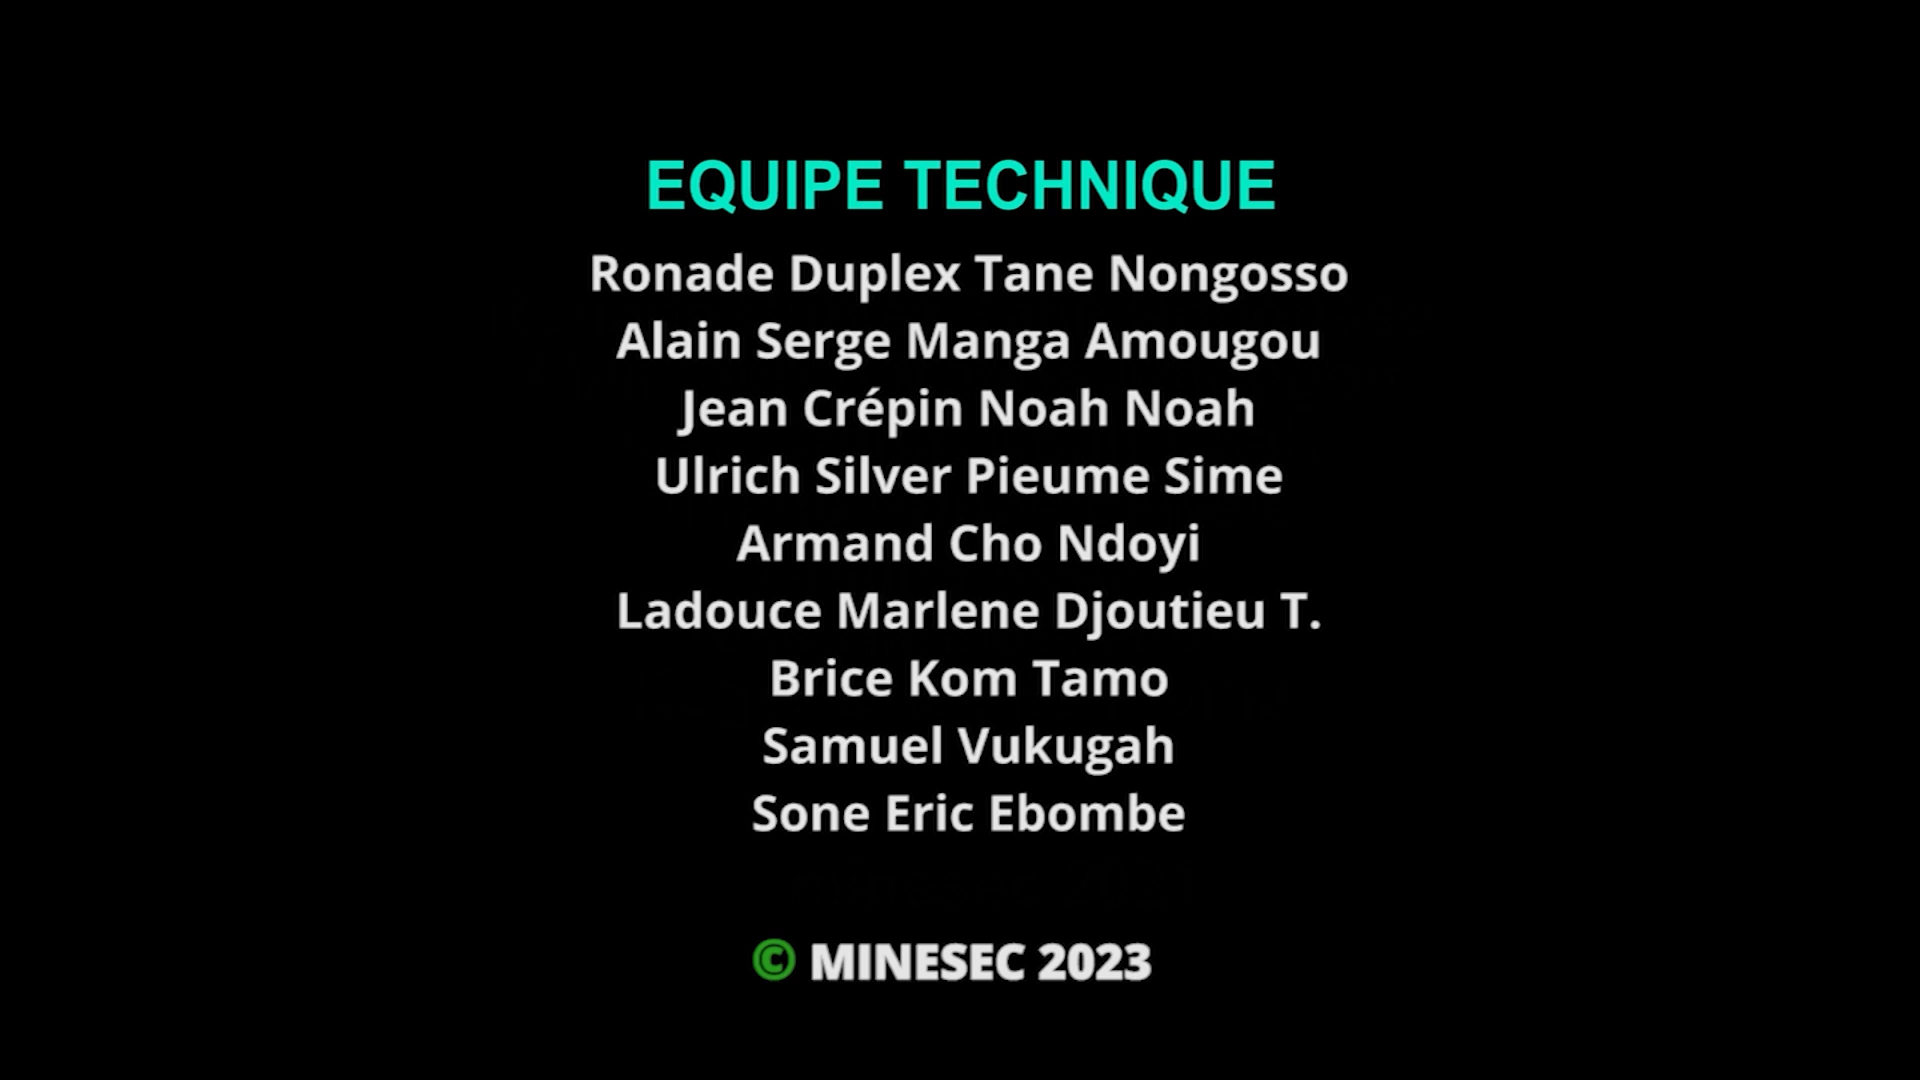 EQUIPE TECHNIQUE
Ronade Duplex Tane Nongosso
Alain Serge Manga Amougou
Jean Crépin Noah Noah
Ulrich Silver Pieume Sime
Armand Cho Ndoyi
Ladouce Marlene Djoutieu T.
Brice Kom Tamo
Samuel Vukugah
Sone Eric Ebombe
© MINESEC 2023